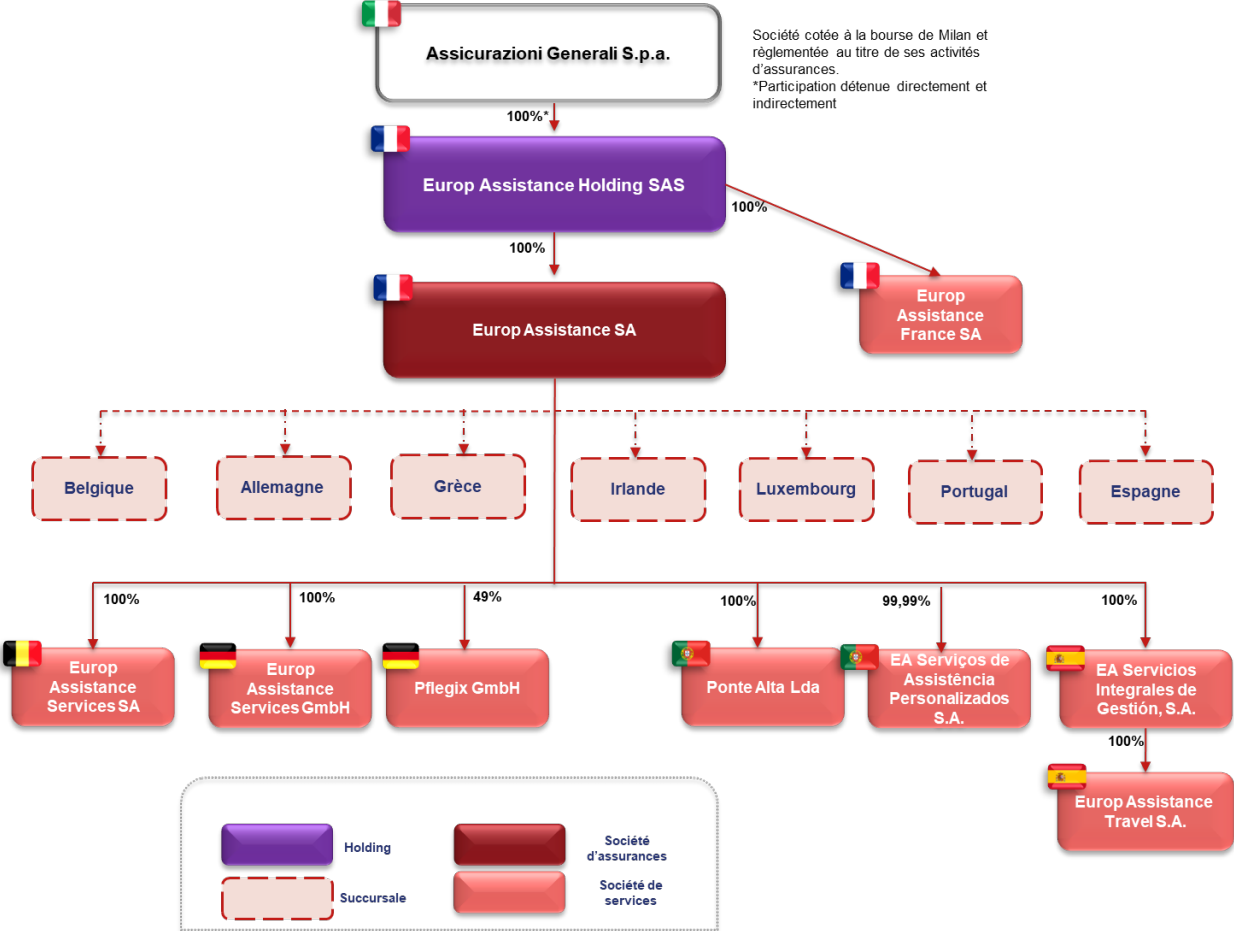 Assicurazioni Generali S.p.a.
Société cotée à la bourse de Milan et
règlementée au titre de ses activités
d'assurances.
*Participation détenue directement et
indirectement
100%*
Europ Assistance Holding SAS
100%
100%
Europ Assistance SA
Europ
Assistance
France SA
Belgique
Allemagne
Grèce
Irlande
Luxembourg
Portugal
Espagne
100%
100%
49%
100%
99,99%
100%
Europ
Assistance
Services SA
Europ
Assistance
Services GmbH
Pflegix GmbH
Ponte Alta Lda
EA Serviços de
Assistência
Personalizados
S.A.
EA Servicios
Integrales de
Gestión, S.A.
100%
Europ Assistance
Travel S.A.
Holding
Société
d'assurances
Succursale
Société de
services